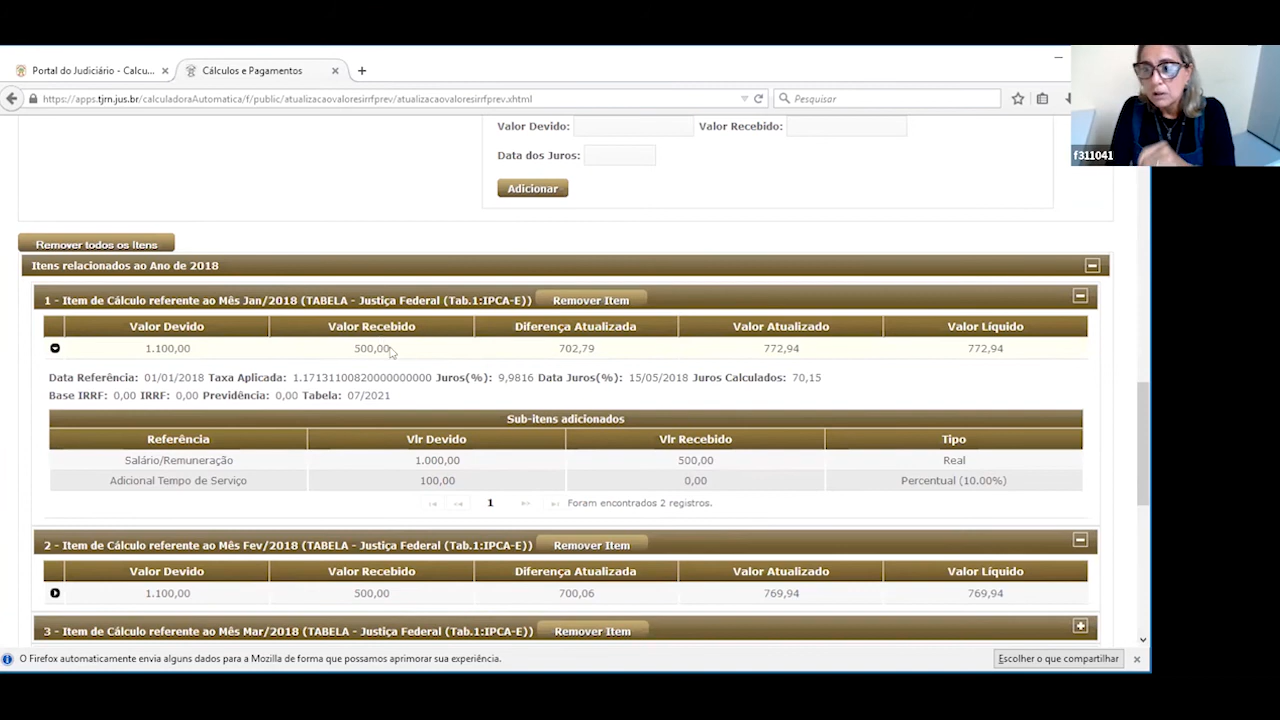 Portal do Judiciário - Calcu... × Cálculos e Pagamentos × +
https://apps.tjrn.jus.br/calculadoraAutomatica/f/public/atualizacaovaloresirrfprev/atualizacaovaloresirrfprev.xhtml Pesquisar
f311041
Valor Devido: Valor Recebido:
Data dos Juros:
Adicionar
Remover todos os Itens
Itens relacionados ao Ano de 2018
1 - Item de Cálculo referente ao Mês Jan/2018 (TABELA - Justiça Federal (Tab.1:IPCA-E)) Remover Item
Valor Devido Valor Recebido Diferença Atualizada Valor Atualizado Valor Líquido
1.100,00 500,00 702,79 772,94 772,94
Data Referência: 01/01/2018 Taxa Aplicada: 1.17131100820000000000 Juros(%): 9,9816 Data Juros(%): 15/05/2018 Juros Calculados: 70,15
Base IRRF: 0,00 IRRF: 0,00 Previdência: 0,00 Tabela: 07/2021
Sub-itens adicionados
Referência Vlr Devido Vlr Recebido Tipo
Salário/Remuneração 1.000,00 500,00 Real
Adicional Tempo de Serviço 100,00 0,00 Percentual (10.00%)
1 Foram encontrados 2 registros.
2 - Item de Cálculo referente ao Mês Fev/2018 (TABELA - Justiça Federal (Tab.1:IPCA-E)) Remover Item
Valor Devido Valor Recebido Diferença Atualizada Valor Atualizado Valor Líquido
1.100,00 500,00 700,06 769,94 769,94
3 - Item de Cálculo referente ao Mês Mar/2018 (TABELA - Justiça Federal (Tab.1:IPCA-E)) Remover Item
O Firefox automaticamente envia alguns dados para a Mozilla de forma que possamos aprimorar sua experiência. Escolher o que compartilhar ×